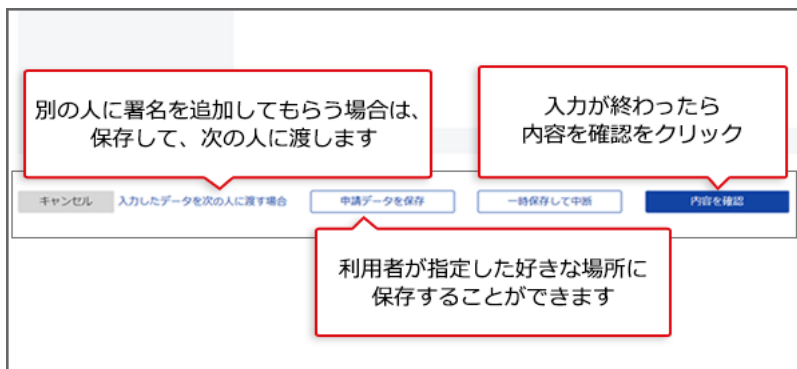 別の人に署名を追加してもらう場合は、
保存して、次の人に渡します
入力が終わったら
内容を確認をクリック
キャンセル 入力したデータを次の人に渡す場合 申請データを保存 一時保存して中断 内容を確認
利用者が指定した好きな場所に
保存することができます